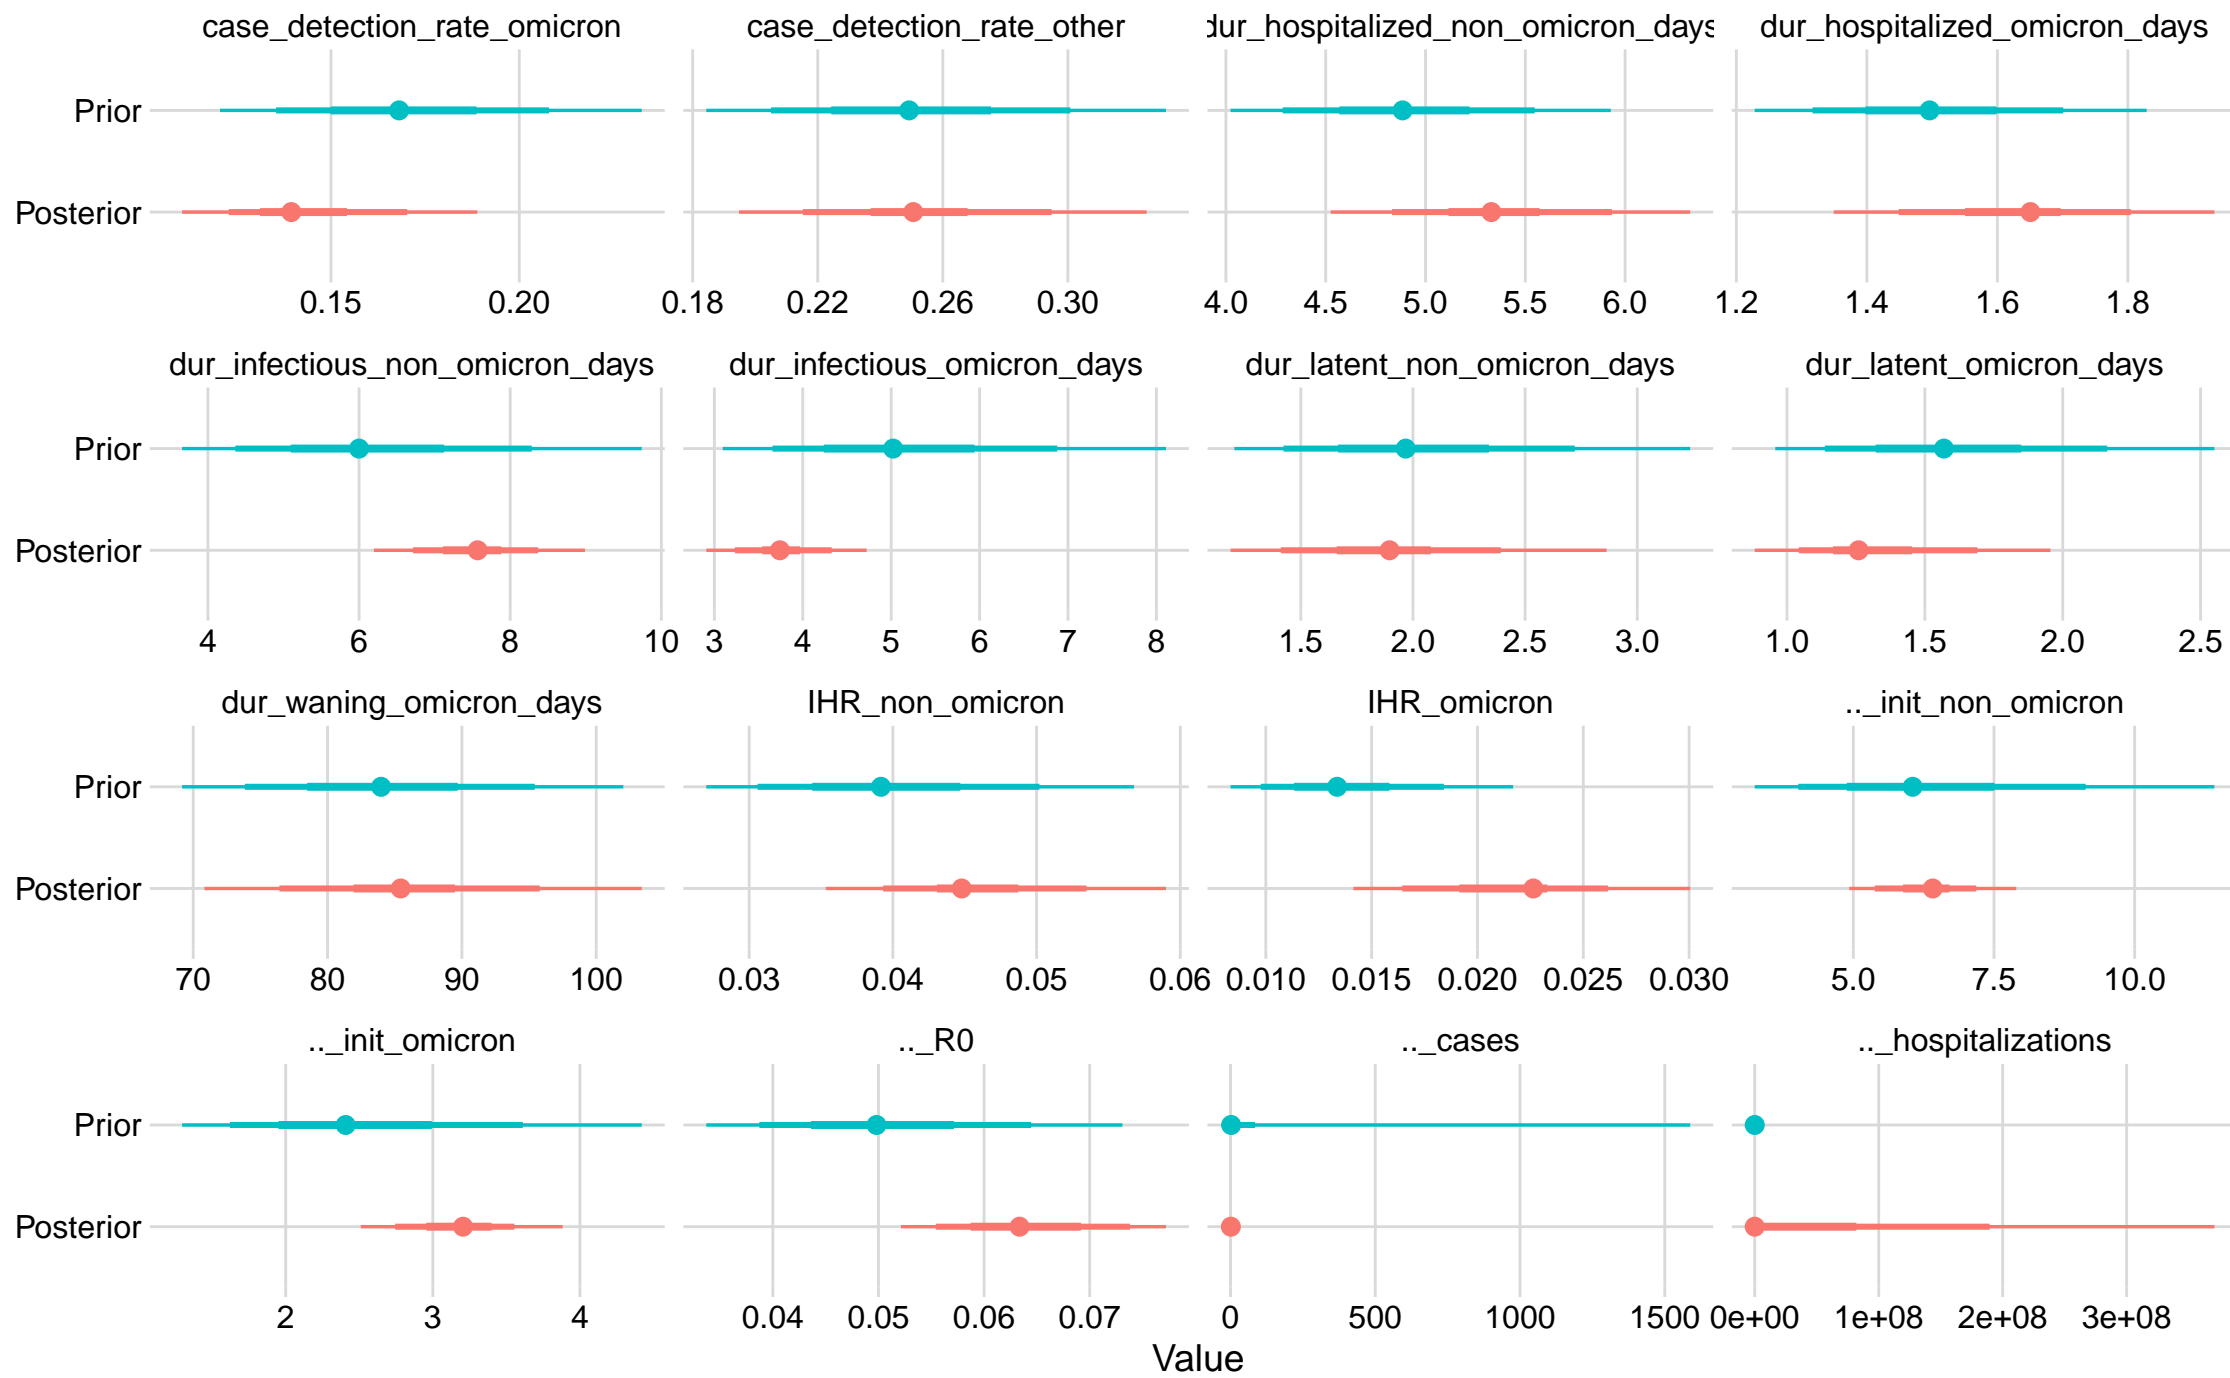 case_detection_rate_omicron case_detection_rate_other dur_hospitalized_non_omicron_days dur_hospitalized_omicron_days
Prior
Posterior
0.15 0.20 0.18 0.22 0.26 0.30 4.0 4.5 5.0 5.5 6.0 1.2 1.4 1.6 1.8
dur_infectious_non_omicron_days dur_infectious_omicron_days dur_latent_non_omicron_days dur_latent_omicron_days
Prior
Posterior
4 6 8 10 3 4 5 6 7 8 1.5 2.0 2.5 3.0 1.0 1.5 2.0 2.5
dur_waning_omicron_days IHR_non_omicron IHR_omicron .._init_non_omicron
Prior
Posterior
70 80 90 100 0.03 0.04 0.05 0.06 0.010 0.015 0.020 0.025 0.030 5.0 7.5 10.0
.._init_omicron .._R0 .._cases .._hospitalizations
Prior
Posterior
2 3 4 0.04 0.05 0.06 0.07 0 500 1000 1500 0e+00 1e+08 2e+08 3e+08
Value